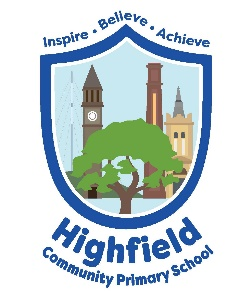 Inspire • Believe • Achieve
Highfield
Community Primary School